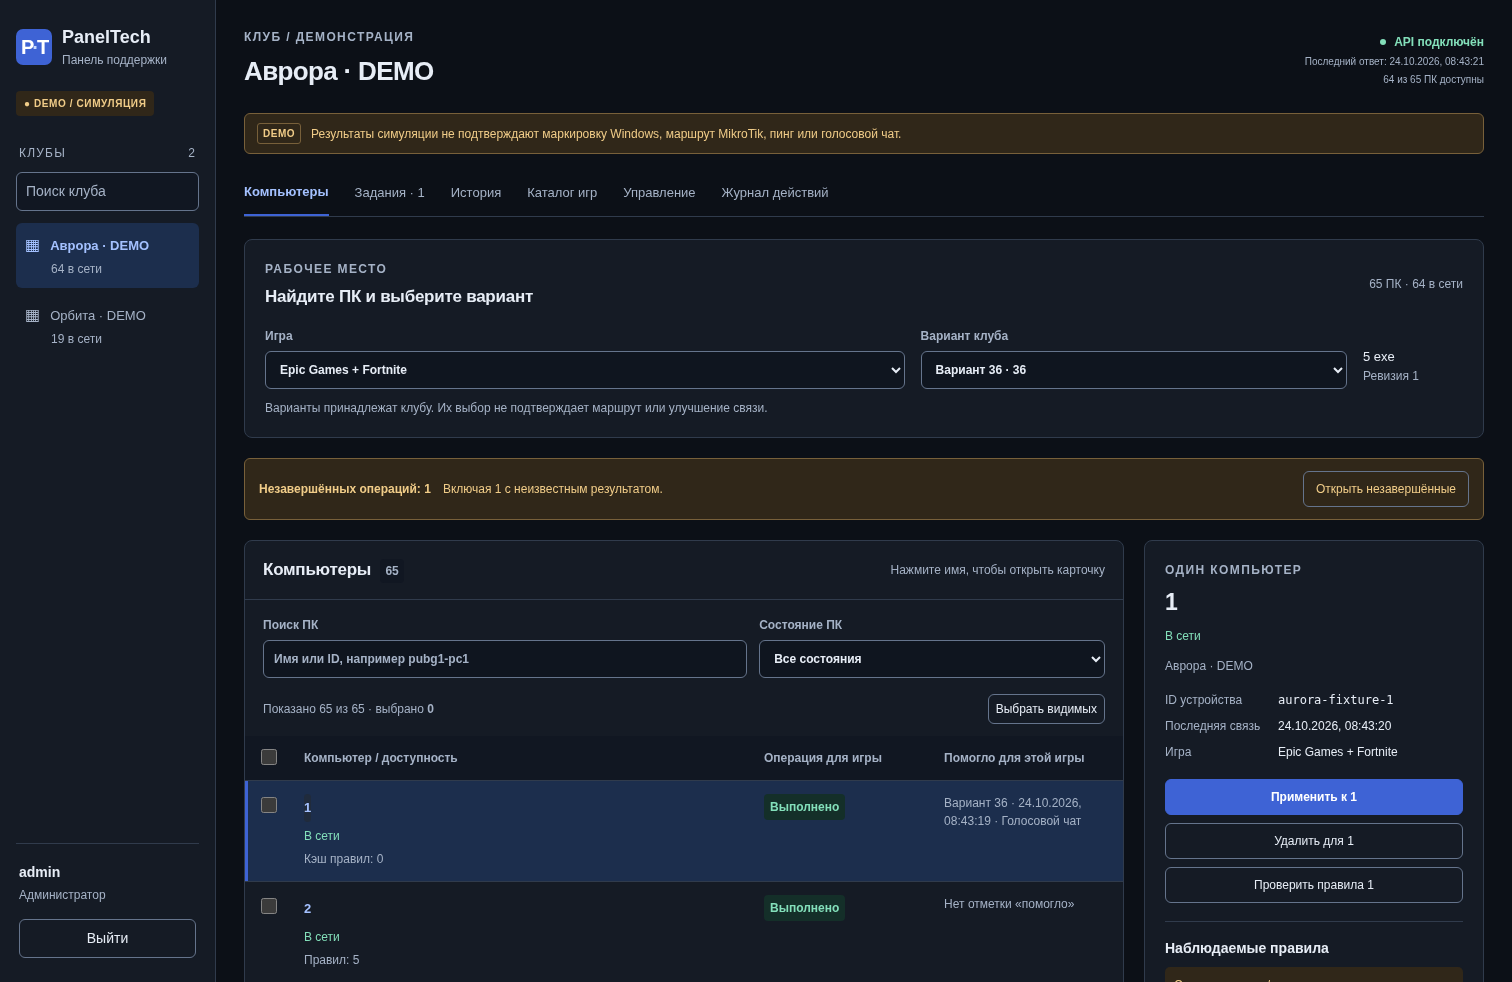 P·T
PanelTech
Панель поддержки
● DEMO / СИМУЛЯЦИЯ
КЛУБЫ 2
Поиск клуба
Аврора · DEMO
64 в сети
Орбита · DEMO
19 в сети
admin
Администратор
Выйти
КЛУБ / ДЕМОНСТРАЦИЯ
Аврора · DEMO
API подключён
Последний ответ: 24.10.2026, 08:43:21
64 из 65 ПК доступны
DEMO Результаты симуляции не подтверждают маркировку Windows, маршрут MikroTik, пинг или голосовой чат.
Компьютеры Задания · 1 История Каталог игр Управление Журнал действий
РАБОЧЕЕ МЕСТО
Найдите ПК и выберите вариант
65 ПК · 64 в сети
Игра
Epic Games + Fortnite
Вариант клуба
Вариант 36 · 36
5 exe
Ревизия 1
Варианты принадлежат клубу. Их выбор не подтверждает маршрут или улучшение связи.
Незавершённых операций: 1 Включая 1 с неизвестным результатом.
Открыть незавершённые
Компьютеры 65
Нажмите имя, чтобы открыть карточку
Поиск ПК
Имя или ID, например pubg1-pc1
Состояние ПК
Все состояния
Показано 65 из 65 · выбрано 0
Выбрать видимых
Компьютер / доступность Операция для игры Помогло для этой игры
1
В сети
Кэш правил: 0
Выполнено
Вариант 36 · 24.10.2026,
08:43:19 · Голосовой чат
2
В сети
Правил: 5
Выполнено
Нет отметки «помогло»
ОДИН КОМПЬЮТЕР
1
В сети
Аврора · DEMO
ID устройства aurora-fixture-1
Последняя связь 24.10.2026, 08:43:20
Игра Epic Games + Fortnite
Применить к 1
Удалить для 1
Проверить правила 1
Наблюдаемые правила